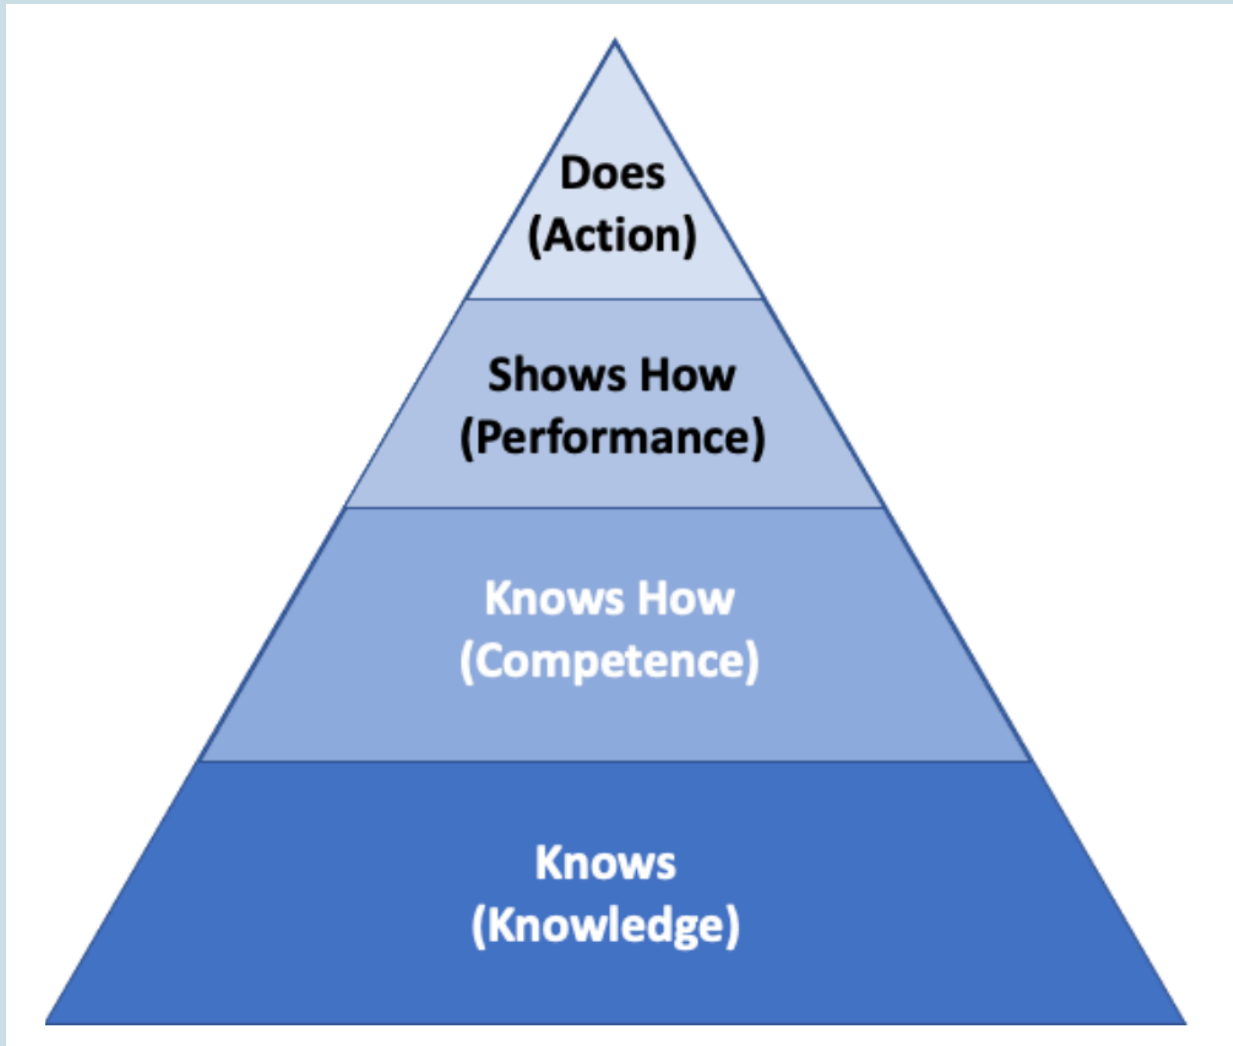 Does
(Action)
Shows How
(Performance)
Knows How
(Competence)
Knows
(Knowledge)